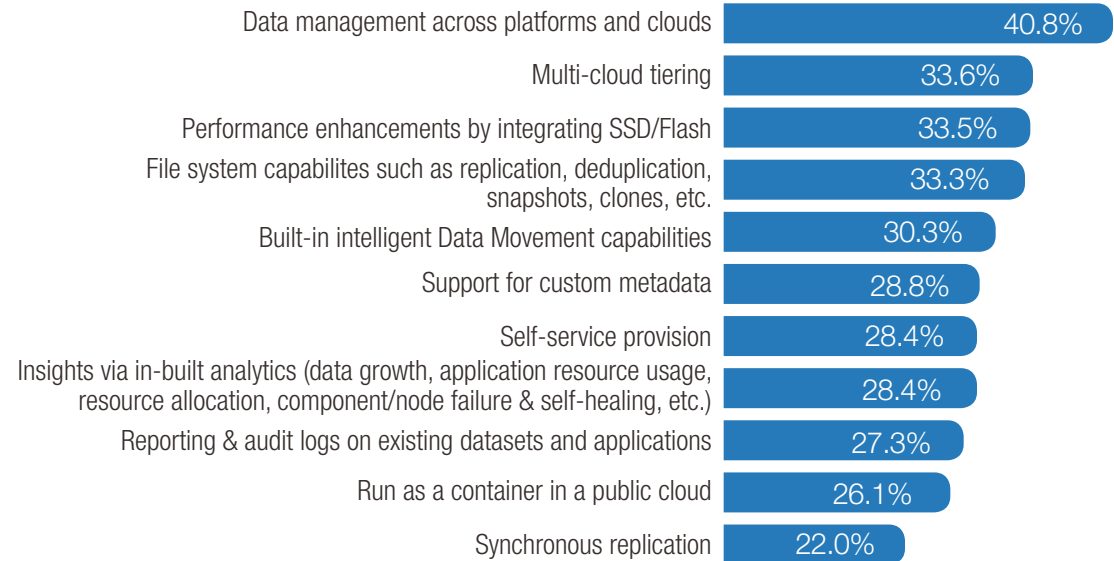 Data management across platforms and clouds 40.8%
Multi-cloud tiering 33.6%
Performance enhancements by integrating SSD/Flash 33.5%
File system capabilites such as replication, deduplication,
snapshots, clones, etc. 33.3%
Built-in intelligent Data Movement capabilities 30.3%
Support for custom metadata 28.8%
Self-service provision 28.4%
Insights via in-built analytics (data growth, application resource usage,
resource allocation, component/node failure & self-healing, etc.) 28.4%
Reporting & audit logs on existing datasets and applications 27.3%
Run as a container in a public cloud 26.1%
Synchronous replication 22.0%